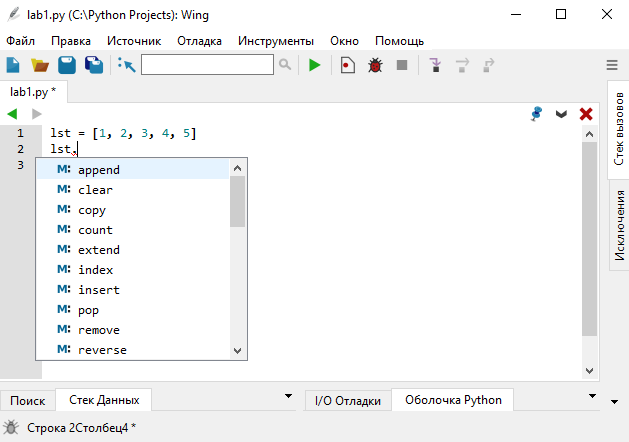 lab1.py (C:\Python Projects): Wing
Файл Правка Источник Отладка Инструменты Окно Помощь
lab1.py *
1 lst = [1, 2, 3, 4, 5]
2 lst.
3
M: append
M: clear
M: copy
M: count
M: extend
M: index
M: insert
M: pop
M: remove
M: reverse
Стек вызовов
Исключения
Поиск Стек Данных I/O Отладки Оболочка Python
Строка 2Столбец4 *